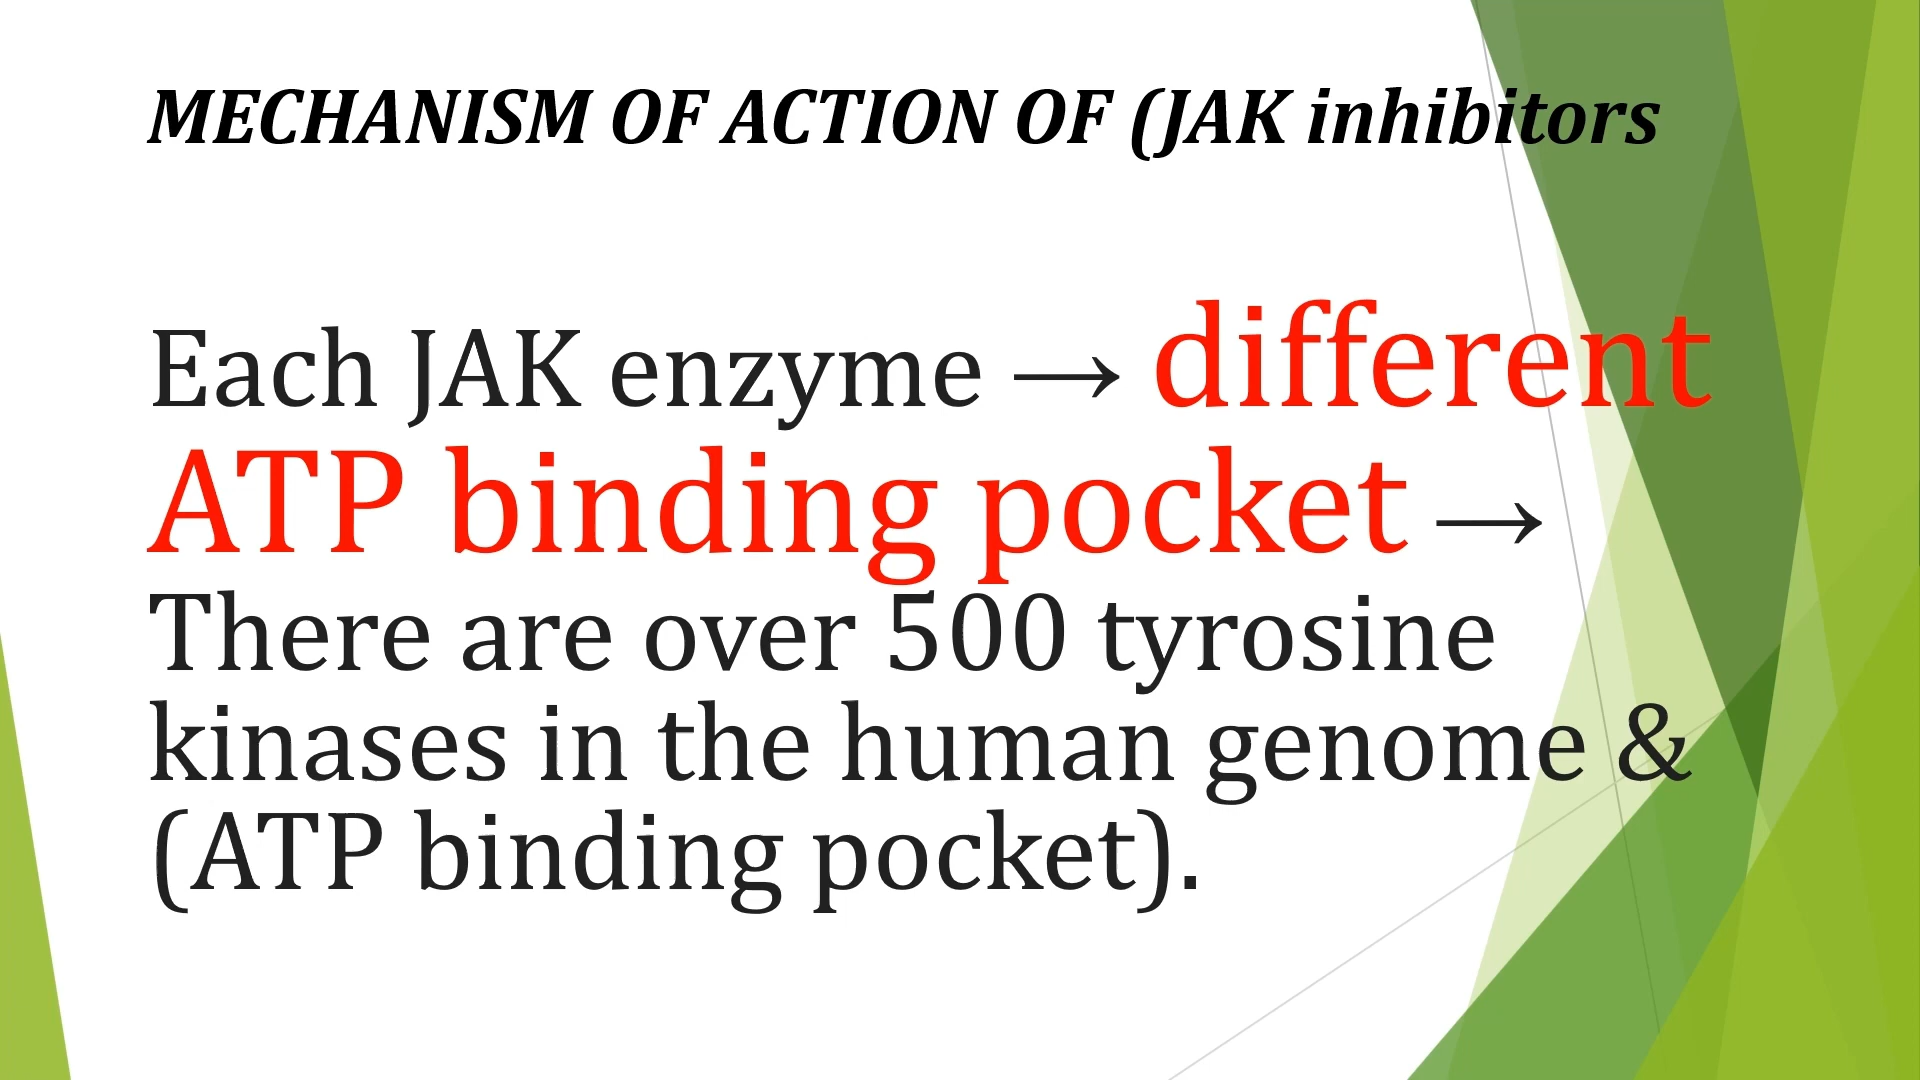 MECHANISM OF ACTION OF (JAK inhibitors
Each JAK enzyme → different
ATP binding pocket →
There are over 500 tyrosine
kinases in the human genome &
(ATP binding pocket).